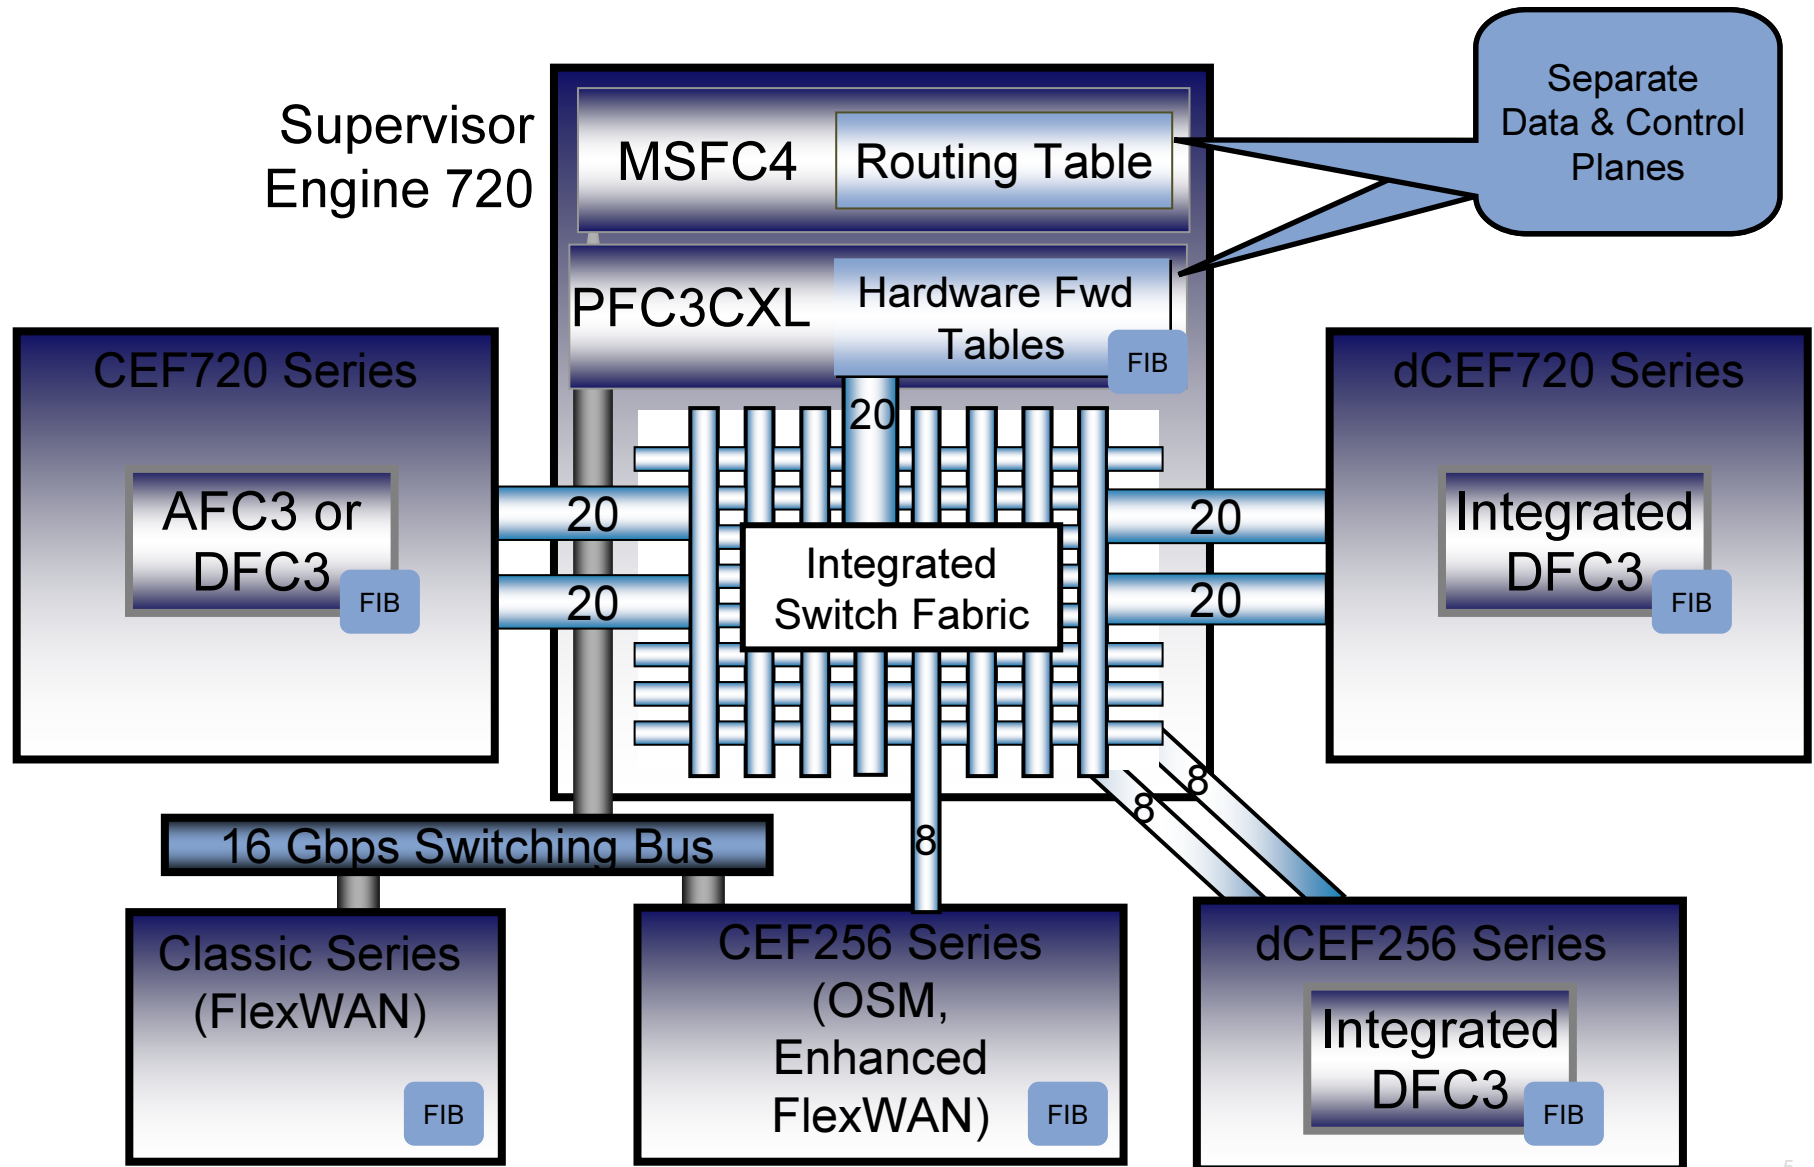 Supervisor
Engine 720
MSFC4
Routing Table
Separate
Data & Control
Planes
PFC3CXL
Hardware Fwd
Tables
FIB
20
CEF720 Series
AFC3 or
DFC3
FIB
20
20
Integrated
Switch Fabric
20
20
dCEF720 Series
Integrated
DFC3
FIB
8
8
8
16 Gbps Switching Bus
Classic Series
(FlexWAN)
FIB
CEF256 Series
(OSM,
Enhanced
FlexWAN)
FIB
dCEF256 Series
Integrated
DFC3
FIB
5